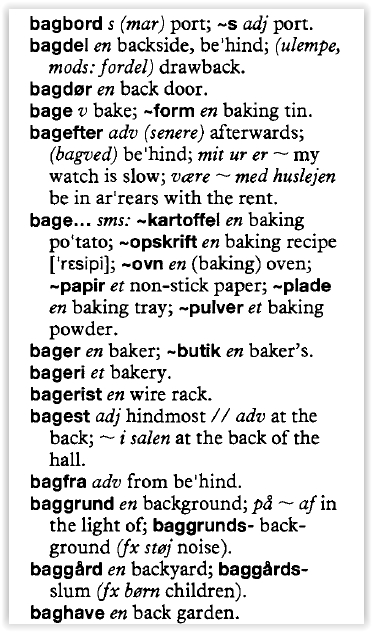 bagbord s (mar) port; ~s adj port.
bagdel en backside, be'hind; (ulempe,
mods: fordel) drawback.
bagdør en back door.
bage v bake; ~form en baking tin.
bagefter adv (senere) afterwards;
(bagved) be'hind; mit ur er ~ my
watch is slow; være ~ med huslejen
be in ar'rears with the rent.
bage... sms: ~kartoffel en baking
po'tato; ~opskrift en baking recipe
['rɛsipi]; ~ovn en (baking) oven;
~papir et non-stick paper; ~plade
en baking tray; ~pulver et baking
powder.
bager en baker; ~butik en baker's.
bageri et bakery.
bagerist en wire rack.
bagest adj hindmost // adv at the
back; ~ i salen at the back of the
hall.
bagfra adv from be'hind.
baggrund en background; på ~ af in
the light of; baggrunds- back-
ground (fx støj noise).
baggård en backyard; baggårds-
slum (fx børn children).
baghave en back garden.